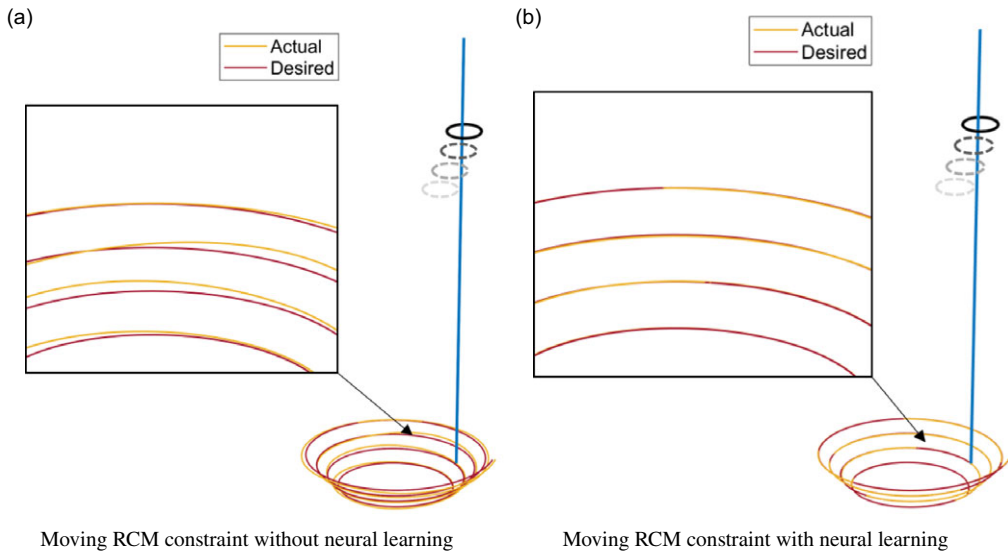 (a)
Actual
Desired
Moving RCM constraint without neural learning
(b)
Actual
Desired
Moving RCM constraint with neural learning